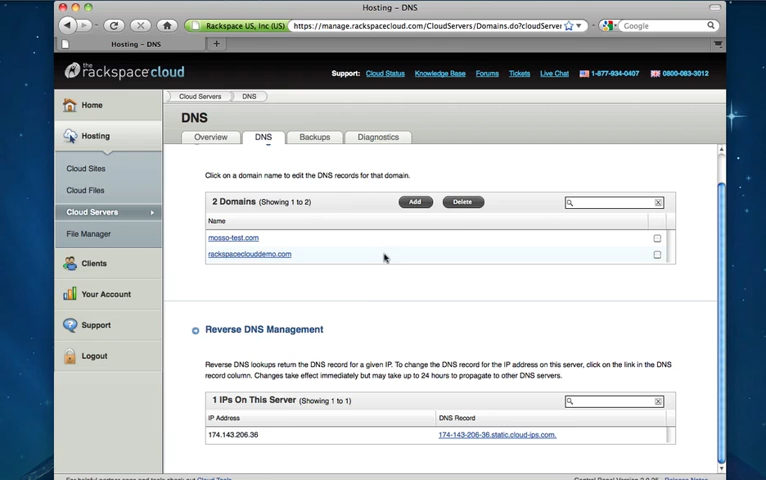 Hosting - DNS
Rackspace US, Inc (US) https://manage.rackspacecloud.com/CloudServers/Domains.do?cloudServer Google
Hosting - DNS
the rackspacecloud
Support: Cloud Status Knowledge Base Forums Tickets Live Chat 1-877-934-0407 0800-083-3012
Home
Cloud Servers DNS
DNS
Hosting
Overview DNS Backups Diagnostics
Cloud Sites
Click on a domain name to edit the DNS records for that domain.
Cloud Files
2 Domains (Showing 1 to 2) Add Delete
Cloud Servers
Name
File Manager
mosso-test.com
rackspaceclouddemo.com
Clients
Your Account
Support
Reverse DNS Management
Logout
Reverse DNS lookups return the DNS record for a given IP. To change the DNS record for the IP address on this server, click on the link in the DNS
record column. Changes take effect immediately but may take up to 24 hours to propagate to other DNS servers.
1 IPs On This Server (Showing 1 to 1)
IP Address DNS Record
174.143.206.36 174-143-206-36.static.cloud-ips.com.